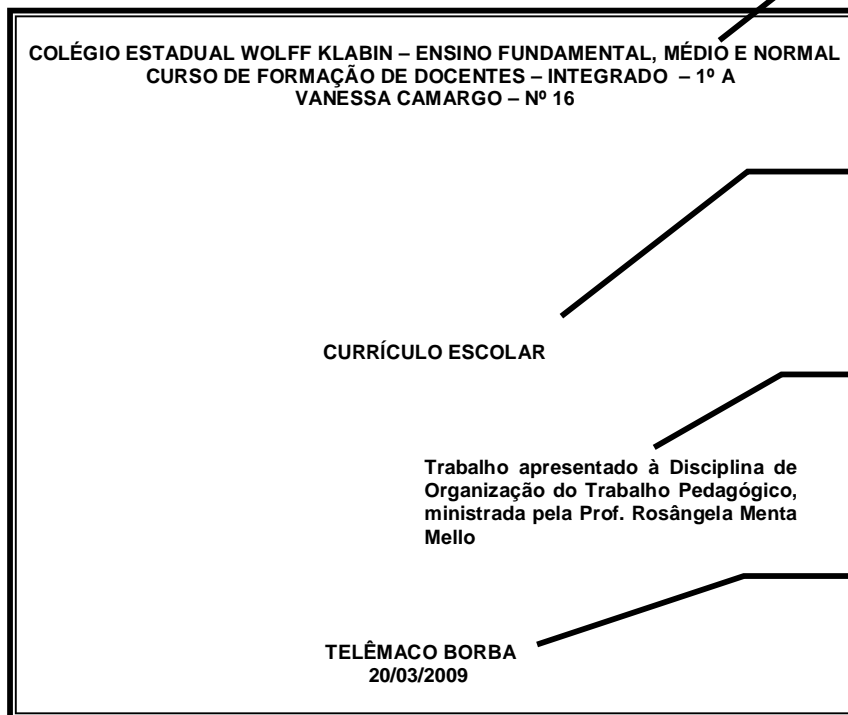 COLÉGIO ESTADUAL WOLFF KLABIN – ENSINO FUNDAMENTAL, MÉDIO E NORMAL
CURSO DE FORMAÇÃO DE DOCENTES – INTEGRADO – 1º A
VANESSA CAMARGO – Nº 16
CURRÍCULO ESCOLAR
Trabalho apresentado à Disciplina de
Organização do Trabalho Pedagógico,
ministrada pela Prof. Rosângela Menta
Mello
TELÊMACO BORBA
20/03/2009